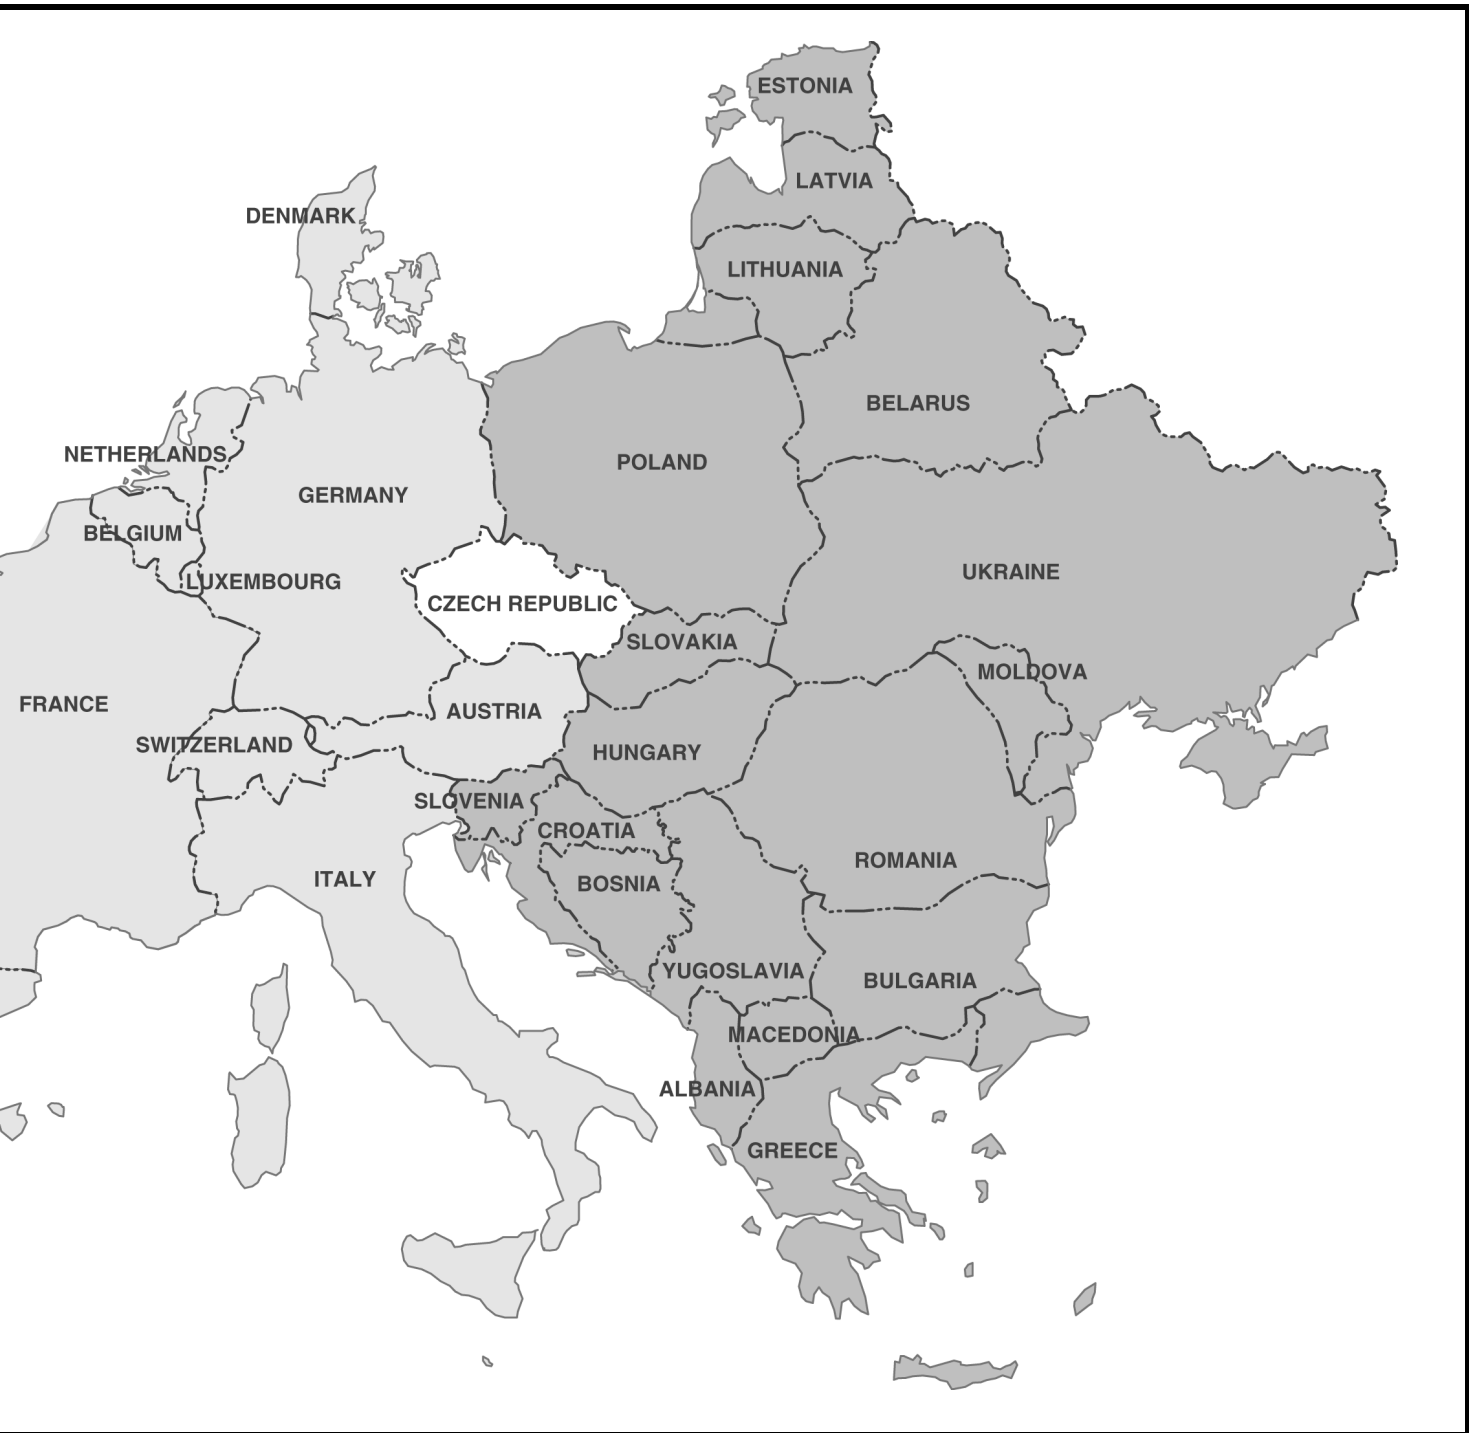 ESTONIA
LATVIA
DENMARK
LITHUANIA
BELARUS
NETHERLANDS
POLAND
GERMANY
BELGIUM
UKRAINE
LUXEMBOURG
CZECH REPUBLIC
SLOVAKIA
MOLDOVA
FRANCE
AUSTRIA
SWITZERLAND
HUNGARY
SLOVENIA
CROATIA
ROMANIA
ITALY
BOSNIA
YUGOSLAVIA
BULGARIA
MACEDONIA
ALBANIA
GREECE